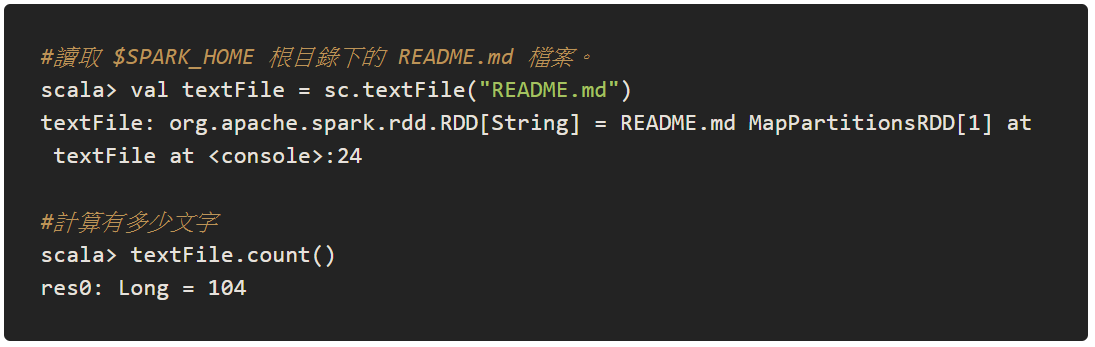 #讀取 $SPARK_HOME 根目錄下的 README.md 檔案。
scala> val textFile = sc.textFile("README.md")
textFile: org.apache.spark.rdd.RDD[String] = README.md MapPartitionsRDD[1] at
textFile at <console>:24
#計算有多少文字
scala> textFile.count()
res0: Long = 104